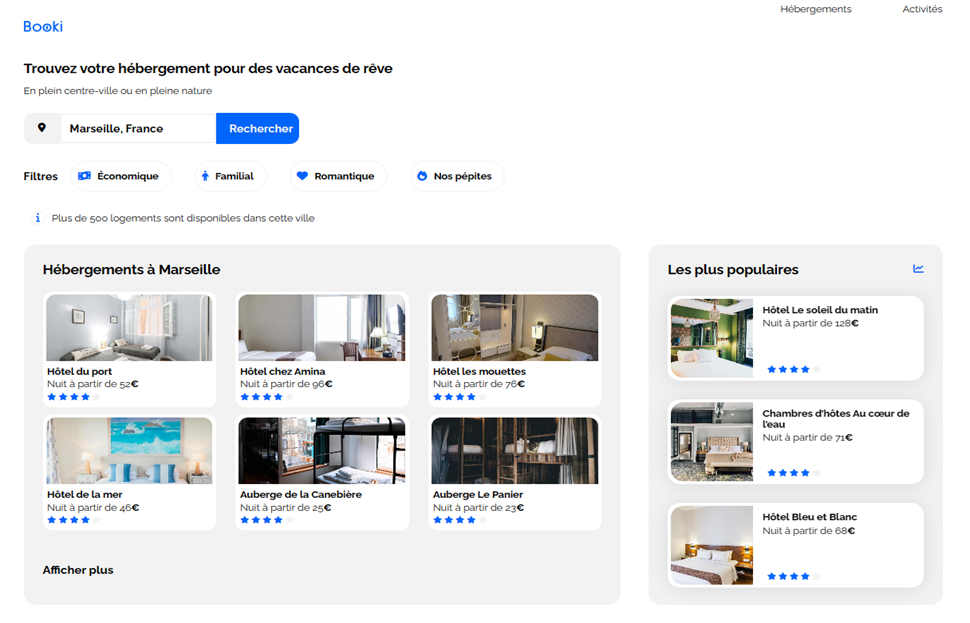 Hébergements
Activités
Booki
Trouvez votre hébergement pour des vacances de rêve
En plein centre-ville ou en pleine nature
Marseille, France
Rechercher
Filtres
Économique
Familial
Romantique
Nos pépites
Plus de 500 logements sont disponibles dans cette ville
Hébergements à Marseille
Hôtel du port
Nuit à partir de 52€
Hôtel chez Amina
Nuit à partir de 96€
Hôtel les mouettes
Nuit à partir de 76€
Hôtel de la mer
Nuit à partir de 46€
Auberge de la Canebière
Nuit à partir de 25€
Auberge Le Panier
Nuit à partir de 23€
Afficher plus
Les plus populaires
Hôtel Le soleil du matin
Nuit à partir de 128€
Chambres d'hôtes Au cœur de
l'eau
Nuit à partir de 71€
Hôtel Bleu et Blanc
Nuit à partir de 68€